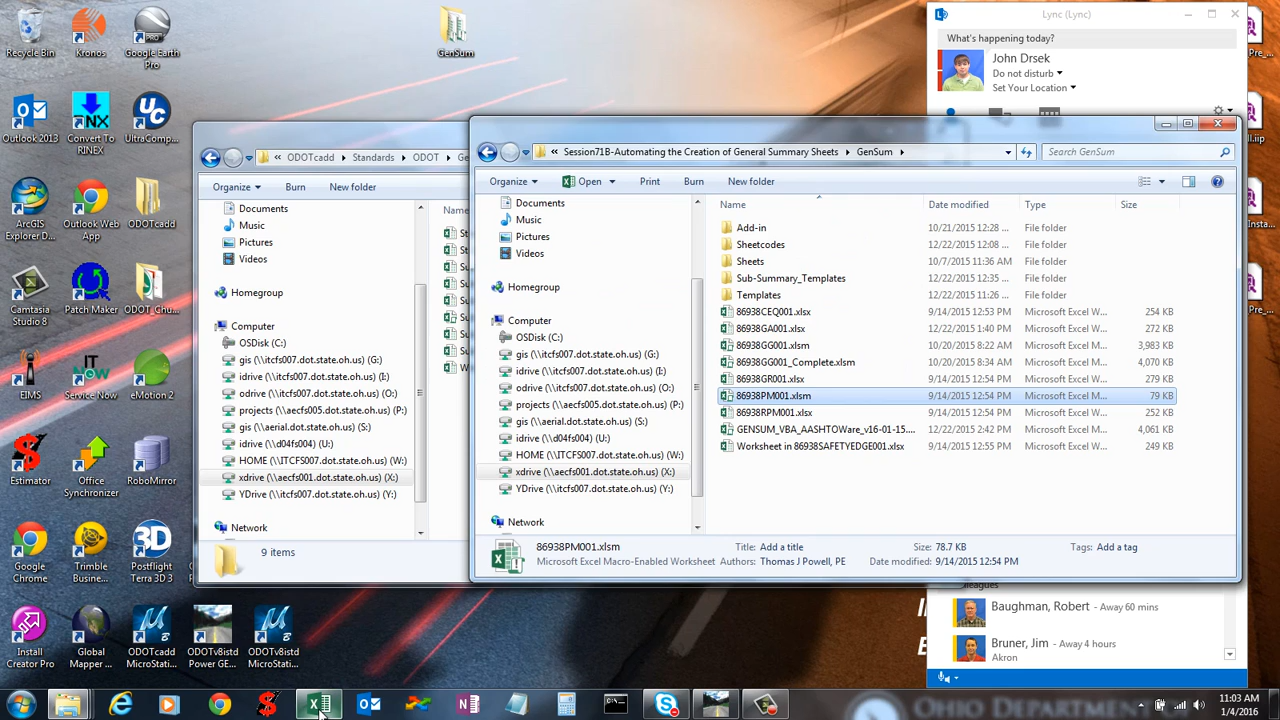 Recycle Bin
Kronos
Google Earth Pro
GenSum
Outlook 2013
Convert To RINEX
UltraComp...
ArcGIS Explorer D...
Outlook Web App
ODOTcadd
Camtasia Studio 8
Patch Maker
EIMS
IT Service NOW
eMotion 2
Estimator
Office Synchronizer
RoboMirror
Google Chrome
Trimble Busine...
Postflight Terra 3D 3
Install Creator Pro
Global Mapper ...
ODOTcadd MicroStati...
ODOTv8istd Power GE...
ODOTv8istd MicroStati...
Lync (Lync)
What's happening today?
John Drsek
Do not disturb
Set Your Location
Baughman, Robert - Away 60 mins
Bruner, Jim - Away 4 hours
Akron
« ODOTcadd ▸ Standards ▸ ODOT ▸ Ge
Organize Burn New folder
Documents
Music
Pictures
Videos
Homegroup
Computer
OSDisk (C:)
gis (\\itcfs007.dot.state.oh.us) (G:)
idrive (\\itcfs007.dot.state.oh.us) (I:)
odrive (\\itcfs007.dot.state.oh.us) (O:)
projects (\\aecfs005.dot.state.oh.us) (P:)
gis (\\aerial.dot.state.oh.us) (S:)
idrive (\\d04fs004) (U:)
HOME (\\ITCFS007.dot.state.oh.us) (W:)
xdrive (\\aecfs001.dot.state.oh.us) (X:)
YDrive (\\itcfs007.dot.state.oh.us) (Y:)
Network
9 items
« Session71B-Automating the Creation of General Summary Sheets ▸ GenSum ▸
Search GenSum
Organize Open Print Burn New folder
Documents
Music
Pictures
Videos
Homegroup
Computer
OSDisk (C:)
gis (\\itcfs007.dot.state.oh.us) (G:)
idrive (\\itcfs007.dot.state.oh.us) (I:)
odrive (\\itcfs007.dot.state.oh.us) (O:)
projects (\\aecfs005.dot.state.oh.us) (P:)
gis (\\aerial.dot.state.oh.us) (S:)
idrive (\\d04fs004) (U:)
HOME (\\ITCFS007.dot.state.oh.us) (W:)
xdrive (\\aecfs001.dot.state.oh.us) (X:)
YDrive (\\itcfs007.dot.state.oh.us) (Y:)
Network
Name Date modified Type Size
Add-in 10/21/2015 12:28 ... File folder
Sheetcodes 12/22/2015 12:08 ... File folder
Sheets 10/7/2015 11:36 AM File folder
Sub-Summary_Templates 12/22/2015 12:35 ... File folder
Templates 12/22/2015 11:26 ... File folder
86938CEQ001.xlsx 9/14/2015 12:53 PM Microsoft Excel W... 254 KB
86938GA001.xlsx 12/22/2015 1:40 PM Microsoft Excel W... 272 KB
86938GG001.xlsm 10/20/2015 8:22 AM Microsoft Excel M... 3,983 KB
86938GG001_Complete.xlsm 10/20/2015 8:34 AM Microsoft Excel M... 4,070 KB
86938GR001.xlsx 9/14/2015 12:54 PM Microsoft Excel W... 279 KB
86938PM001.xlsm 9/14/2015 12:54 PM Microsoft Excel M... 79 KB
86938RPM001.xlsx 9/14/2015 12:54 PM Microsoft Excel W... 252 KB
GENSUM_VBA_AASHTOWare_v16-01-15.... 12/22/2015 2:42 PM Microsoft Excel M... 4,061 KB
Worksheet in 86938SAFETYEDGE001.xlsx 9/14/2015 12:55 PM Microsoft Excel W... 249 KB
86938PM001.xlsm Title: Add a title Size: 78.7 KB Tags: Add a tag
Microsoft Excel Macro-Enabled Worksheet Authors: Thomas J Powell, PE Date modified: 9/14/2015 12:54 PM
11:03 AM
1/4/2016